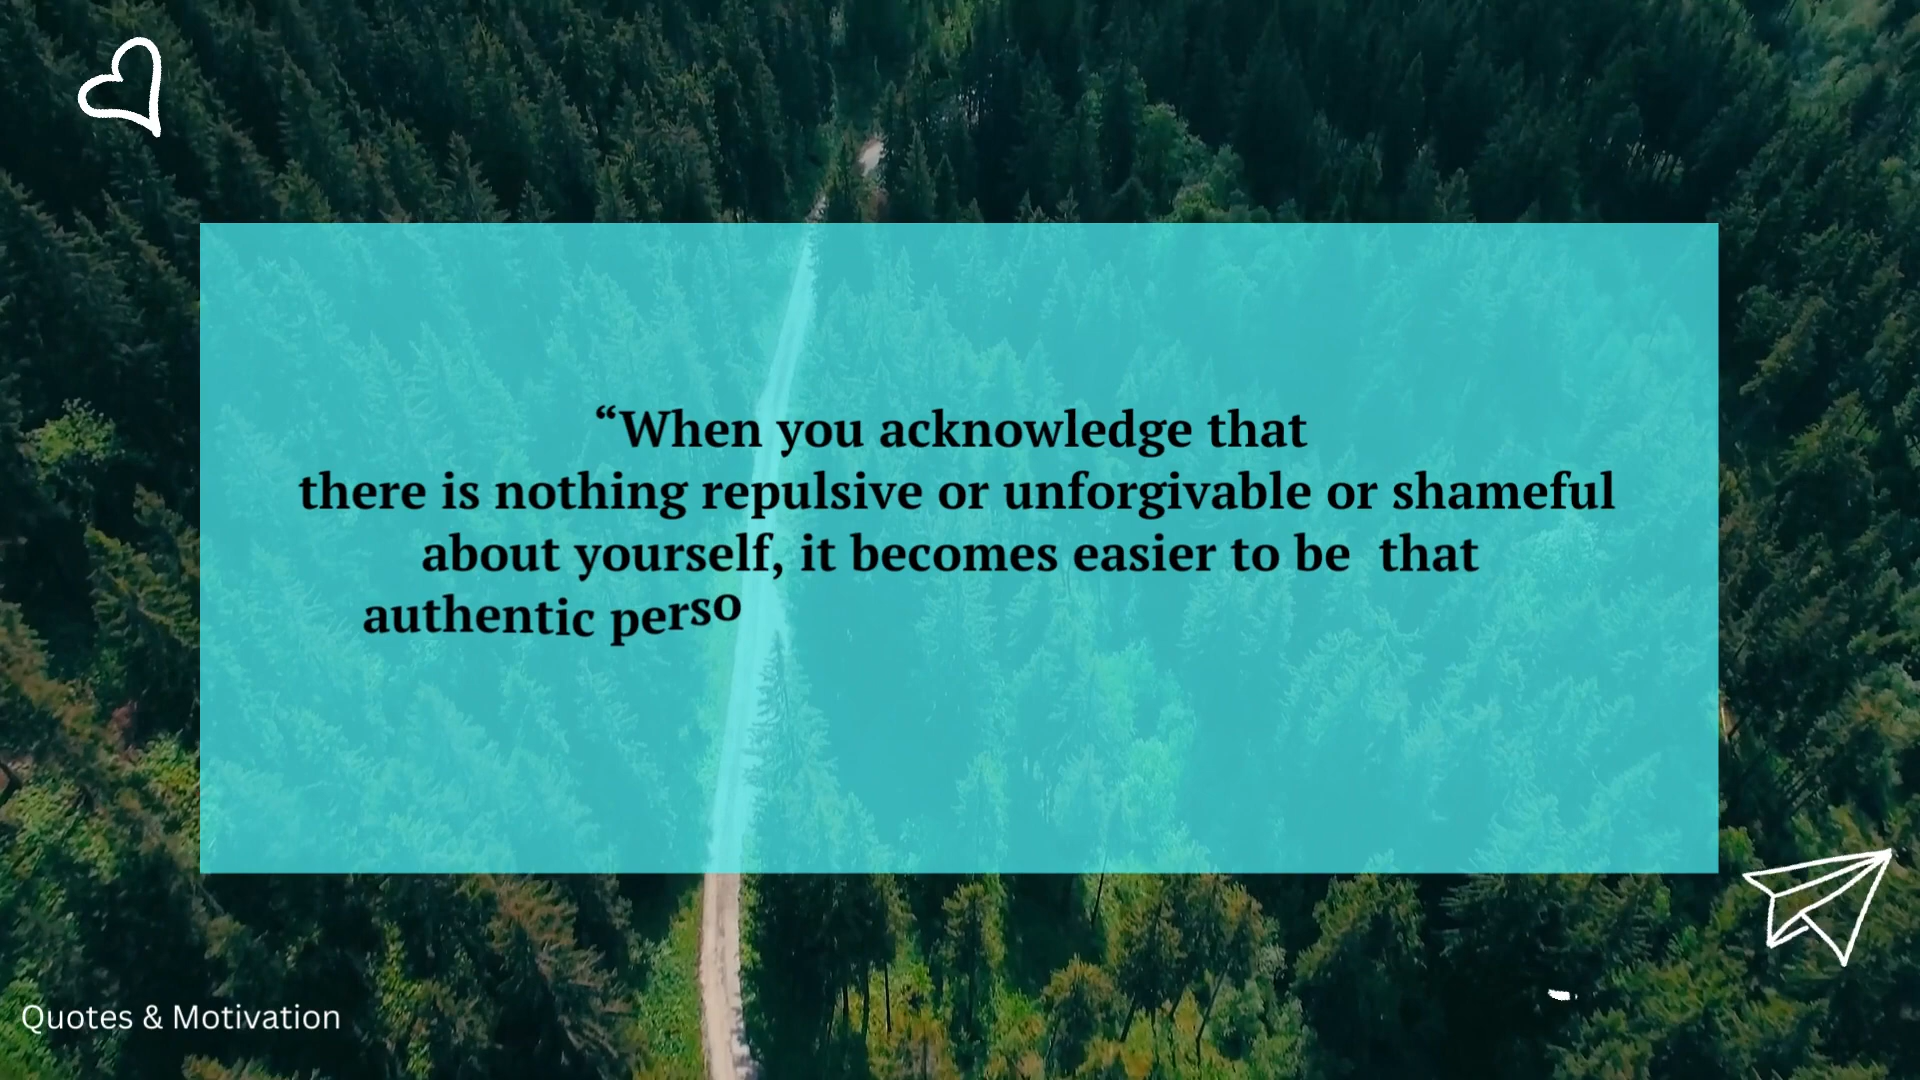 “When you acknowledge that
there is nothing repulsive or unforgivable or shameful
about yourself, it becomes easier to be  that
authentic perso
Quotes & Motivation